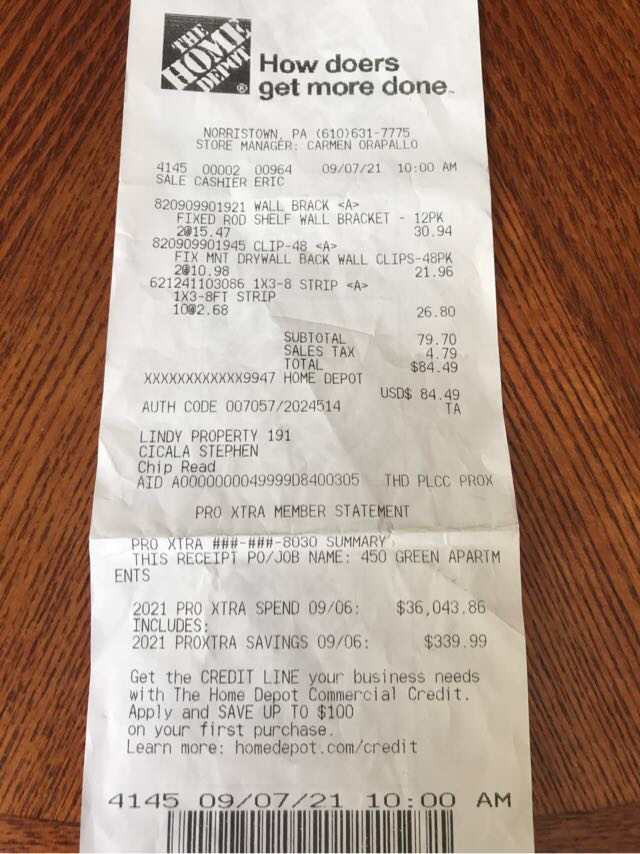 THE
HOME
DEPOT
®
How doers
get more done™
NORRISTOWN, PA (610)631-7775
STORE MANAGER: CARMEN ORAPALLO
4145 00002 00964 09/07/21 10:00 AM
SALE CASHIER ERIC
820909901921 WALL BRACK <A>
FIXED ROD SHELF WALL BRACKET - 12PK
2@15.47 30.94
820909901945 CLIP-48 <A>
FIX MNT DRYWALL BACK WALL CLIPS-48PK
2@10.98 21.96
621241103086 1X3-8 STRIP <A>
1X3-8FT STRIP
10@2.68 26.80
SUBTOTAL 79.70
SALES TAX 4.79
TOTAL $84.49
XXXXXXXXXXXX9947 HOME DEPOT
USD$ 84.49
AUTH CODE 007057/2024514 TA
LINDY PROPERTY 191
CICALA STEPHEN
Chip Read
AID A0000000049999D8400305 THD PLCC PROX
PRO XTRA MEMBER STATEMENT
PRO XTRA ###-###-8030 SUMMARY
THIS RECEIPT PO/JOB NAME: 450 GREEN APARTM
ENTS
2021 PRO XTRA SPEND 09/06: $36,043.86
INCLUDES:
2021 PROXTRA SAVINGS 09/06: $339.99
Get the CREDIT LINE your business needs
with The Home Depot Commercial Credit.
Apply and SAVE UP TO $100
on your first purchase.
Learn more: homedepot.com/credit
4145 09/07/21 10:00 AM